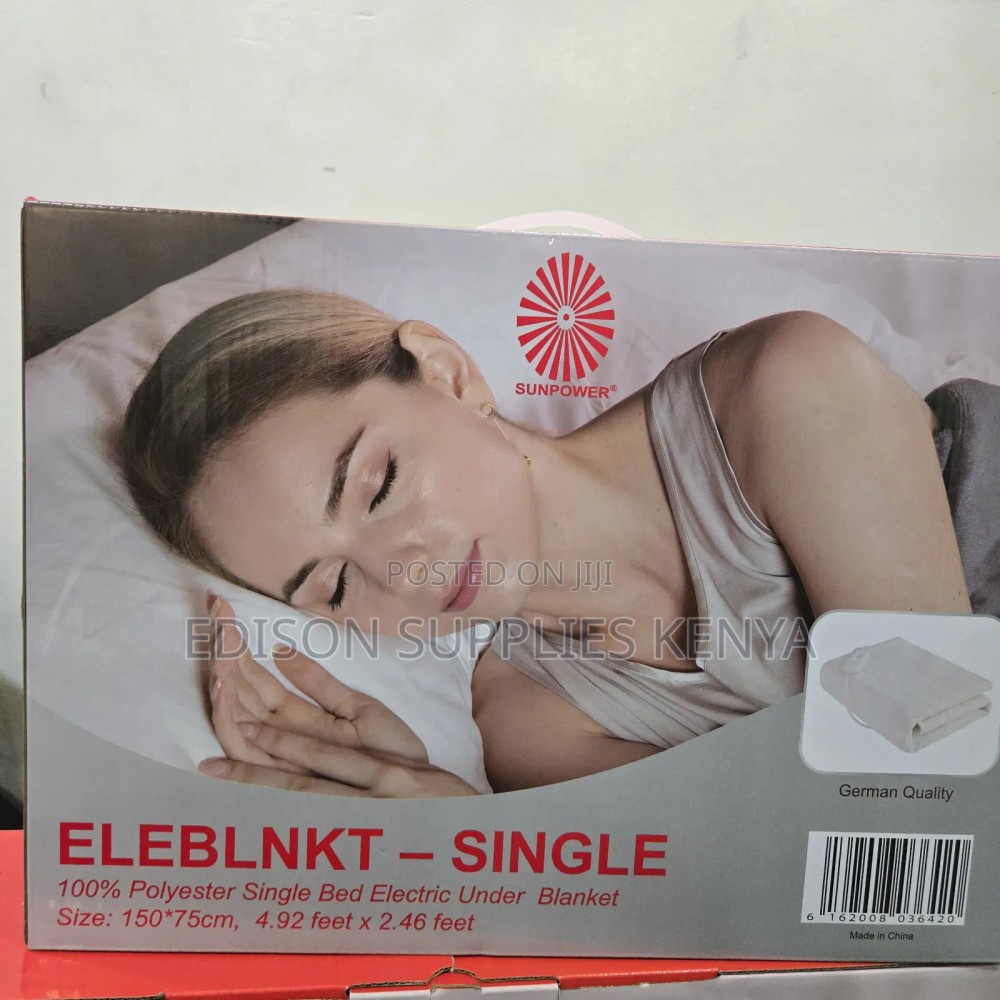 SUNPOWER®
POSTED ON JIJI
EDISON SUPPLIES KENYA
German Quality
ELEBLNKT – SINGLE
100% Polyester Single Bed Electric Under Blanket
Size: 150*75cm, 4.92 feet x 2.46 feet
6 162008 036420
Made in China